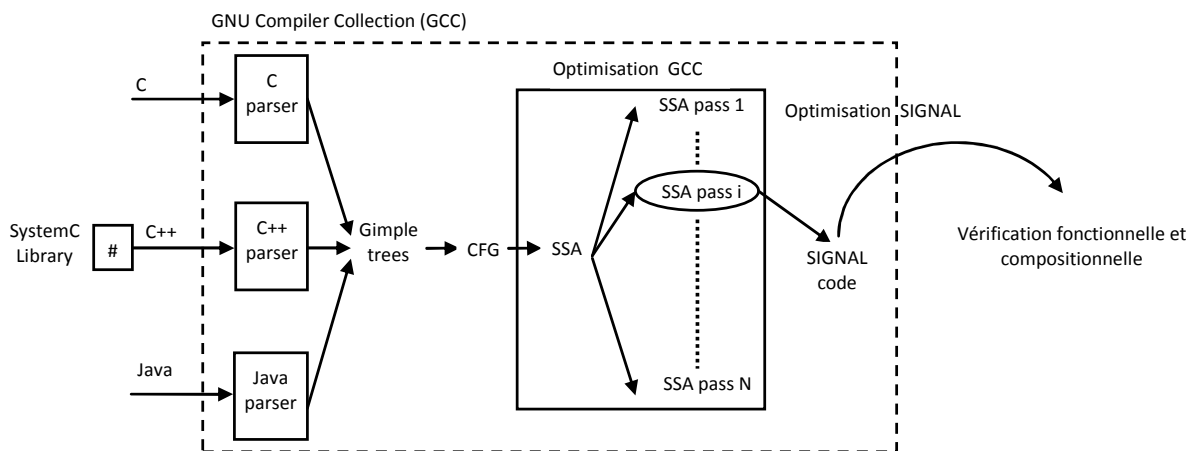 GNU Compiler Collection (GCC)
C
C
parser
Optimisation GCC
SSA pass 1
Optimisation SIGNAL
SystemC
Library
#
C++
C++
parser
Gimple
trees
CFG
SSA
SSA pass i
SIGNAL
code
Vérification fonctionnelle et
compositionnelle
Java
Java
parser
SSA pass N